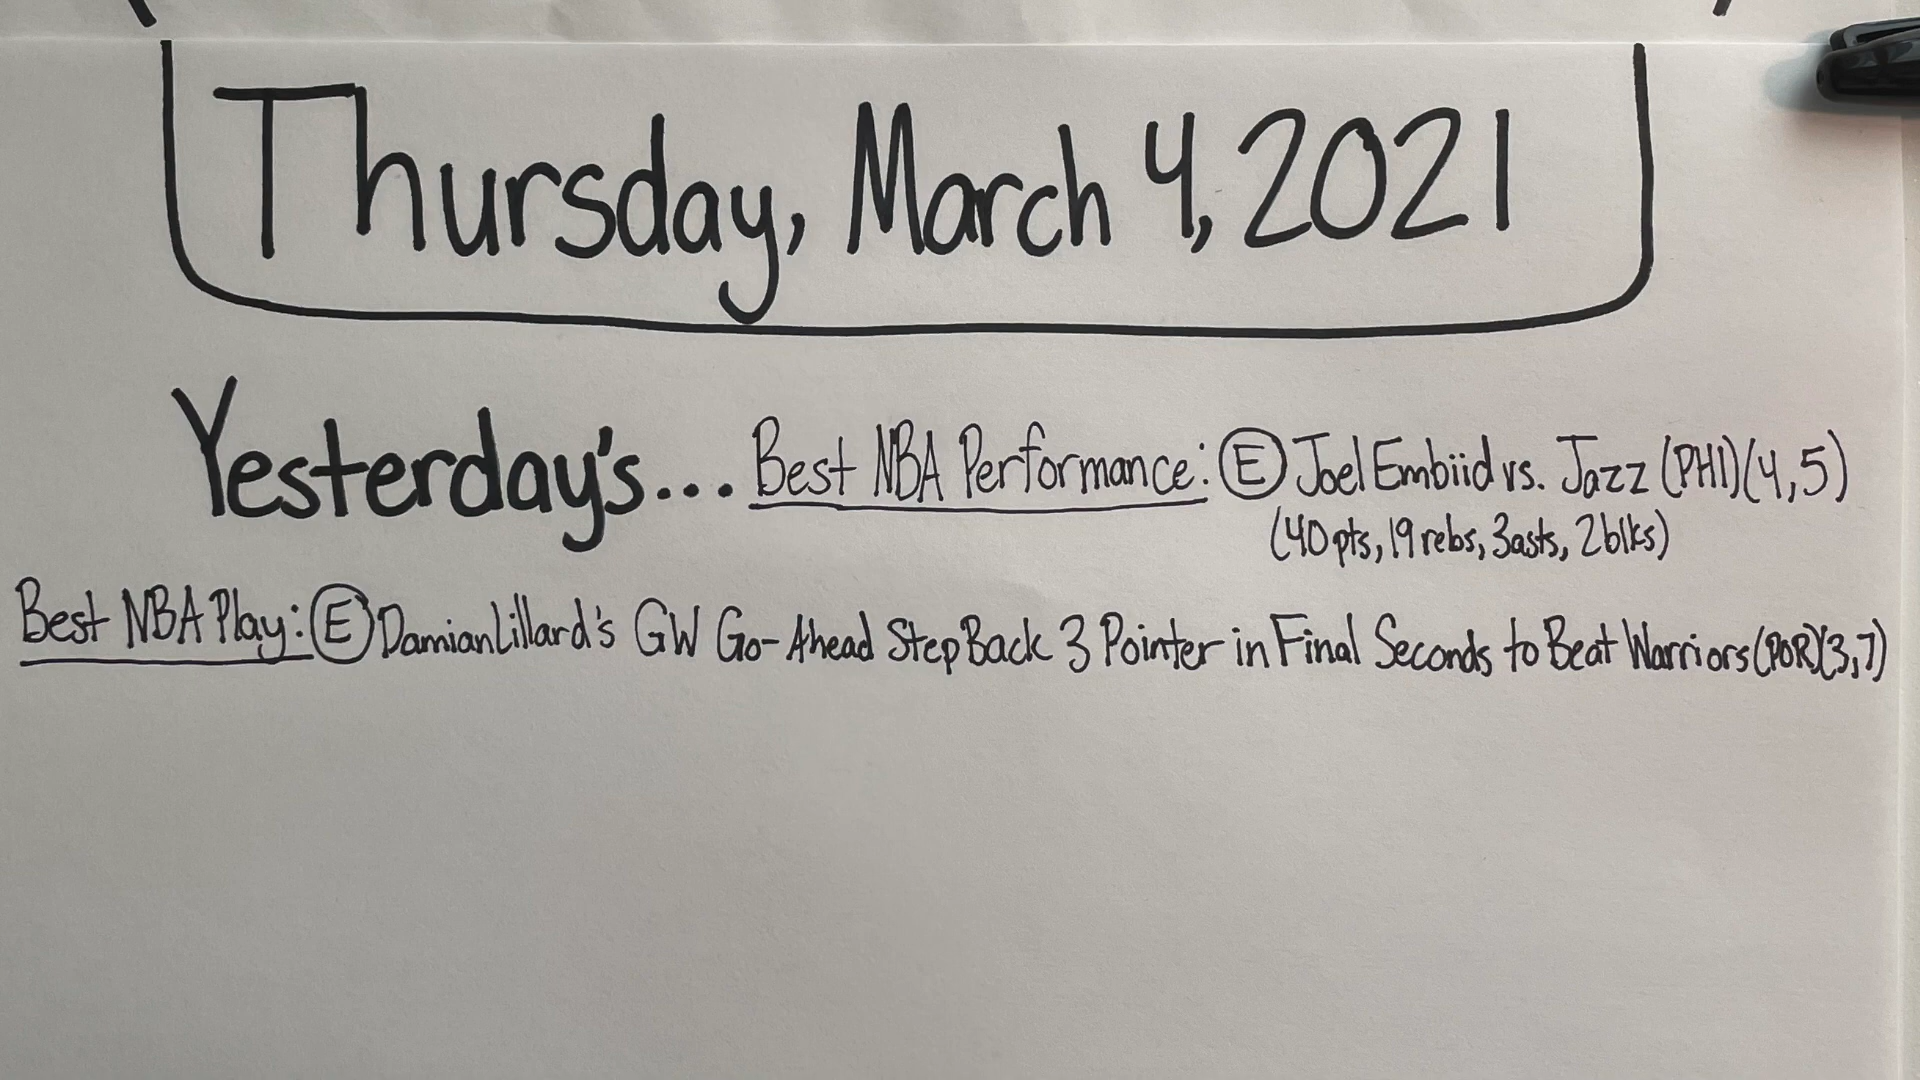 Thursday, March 4, 2021
Yesterday's... Best NBA Performance: Ⓔ Joel Embiid vs. Jazz (PHI)(4,5)
(40 pts, 19 rebs, 3 asts, 2 blks)
Best NBA Play: Ⓔ Damian Lillard's GW Go-Ahead Step Back 3 Pointer in Final Seconds to Beat Warriors (POR)(3,7)